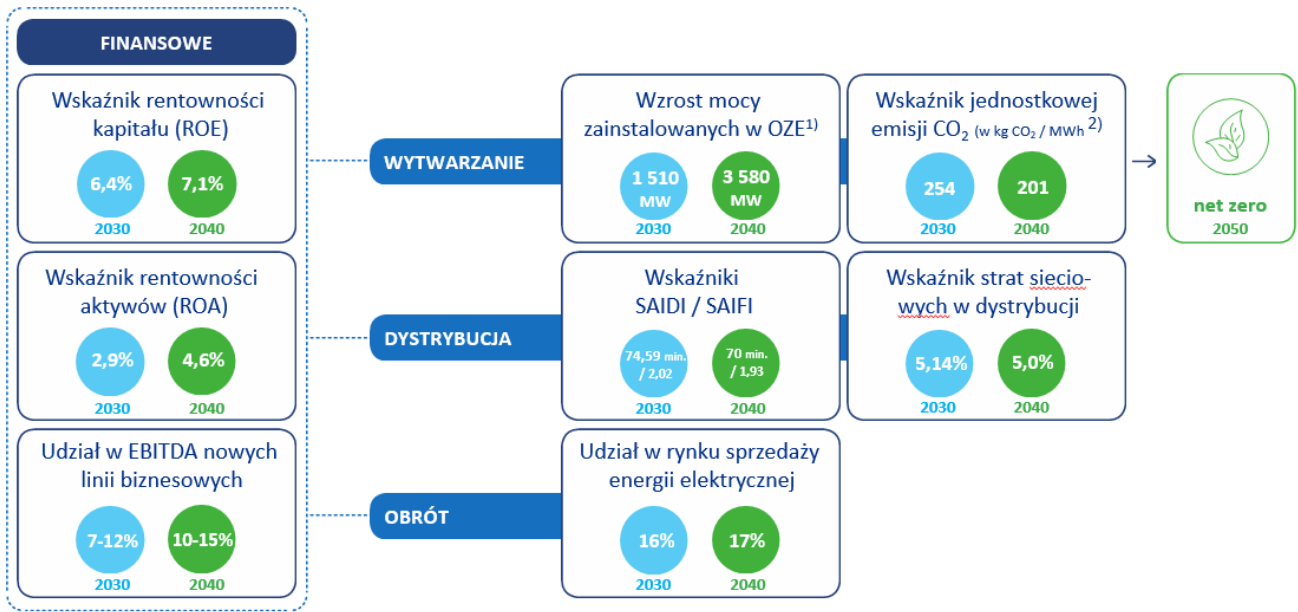 FINANSOWE
Wskaźnik rentowności
kapitału (ROE)
6,4%
7,1%
2030
2040
Wskaźnik rentowności
aktywów (ROA)
2,9%
4,6%
2030
2040
Udział w EBITDA nowych
linii biznesowych
7-12%
10-15%
2030
2040
WYTWARZANIE
Wzrost mocy
zainstalowanych w OZE1)
1 510
MW
3 580
MW
2030
2040
Wskaźnik jednostkowej
emisji CO2 (w kg CO2 / MWh 2)
254
201
2030
2040
net zero
2050
DYSTRYBUCJA
Wskaźniki
SAIDI / SAIFI
74,59 min.
/ 2,02
70 min.
/ 1,93
2030
2040
Wskaźnik strat siecio-
wych w dystrybucji
5,14%
5,0%
2030
2040
OBRÓT
Udział w rynku sprzedaży
energii elektrycznej
16%
17%
2030
2040